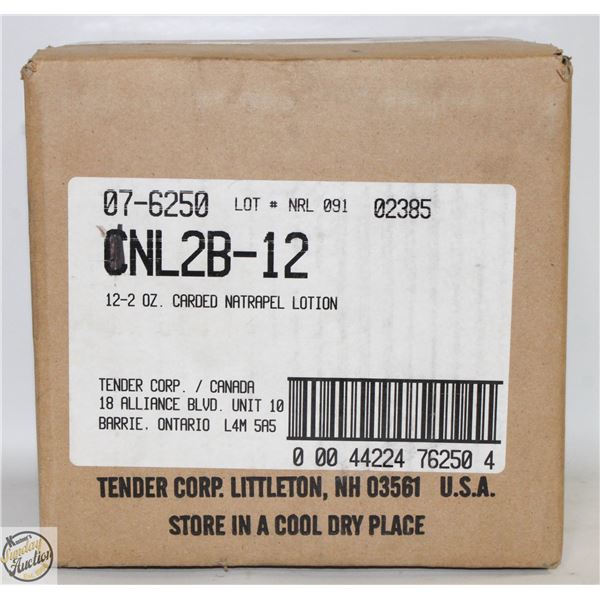 07-6250 LOT # NRL 091 02385
CNL2B-12
12-2 OZ. CARDED NATRAPEL LOTION
TENDER CORP. / CANADA
18 ALLIANCE BLVD. UNIT 10
BARRIE. ONTARIO L4M 5A5
0 00 44224 76250 4
TENDER CORP. LITTLETON, NH 03561 U.S.A.
STORE IN A COOL DRY PLACE
Sunday
Auction